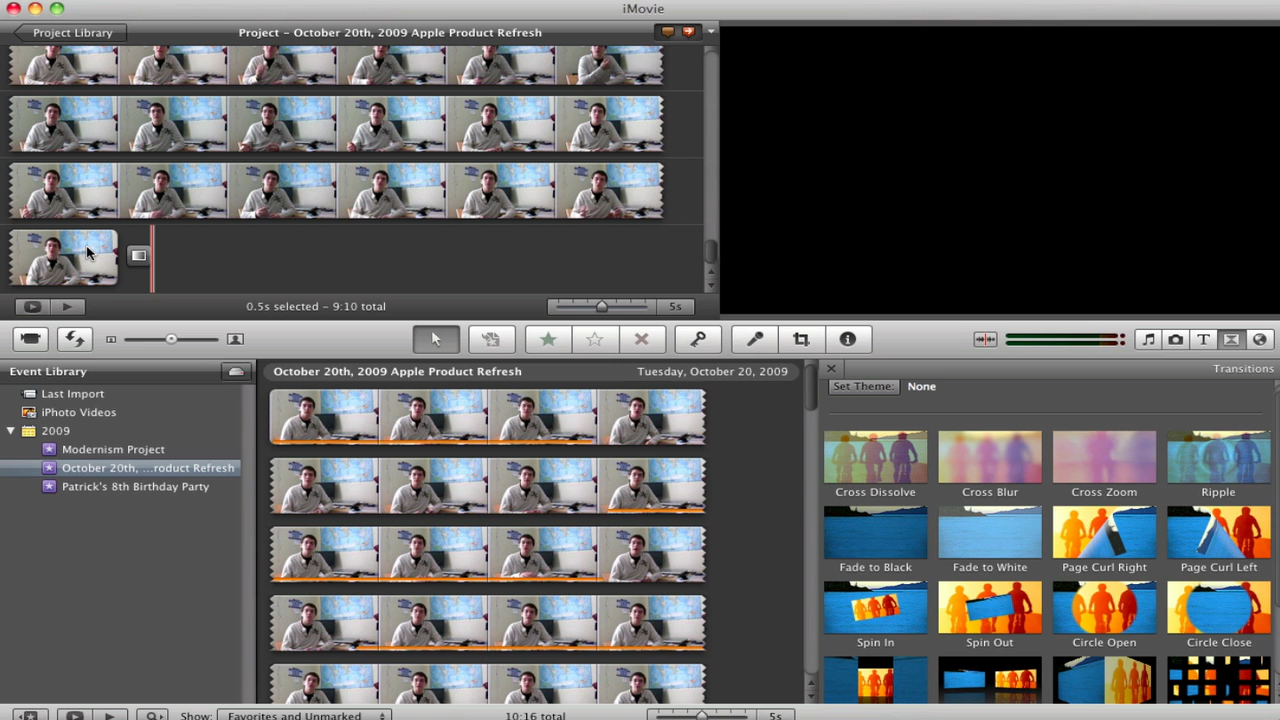 iMovie
Project Library
Project – October 20th, 2009 Apple Product Refresh
0.5s selected – 9:10 total
5s
Event Library
Last Import
iPhoto Videos
2009
Modernism Project
October 20th, ...roduct Refresh
Patrick's 8th Birthday Party
October 20th, 2009 Apple Product Refresh
Tuesday, October 20, 2009
Transitions
Set Theme: None
Cross Dissolve
Cross Blur
Cross Zoom
Ripple
Fade to Black
Fade to White
Page Curl Right
Page Curl Left
Spin In
Spin Out
Circle Open
Circle Close
Show: Favorites and Unmarked
10:16 total
5s